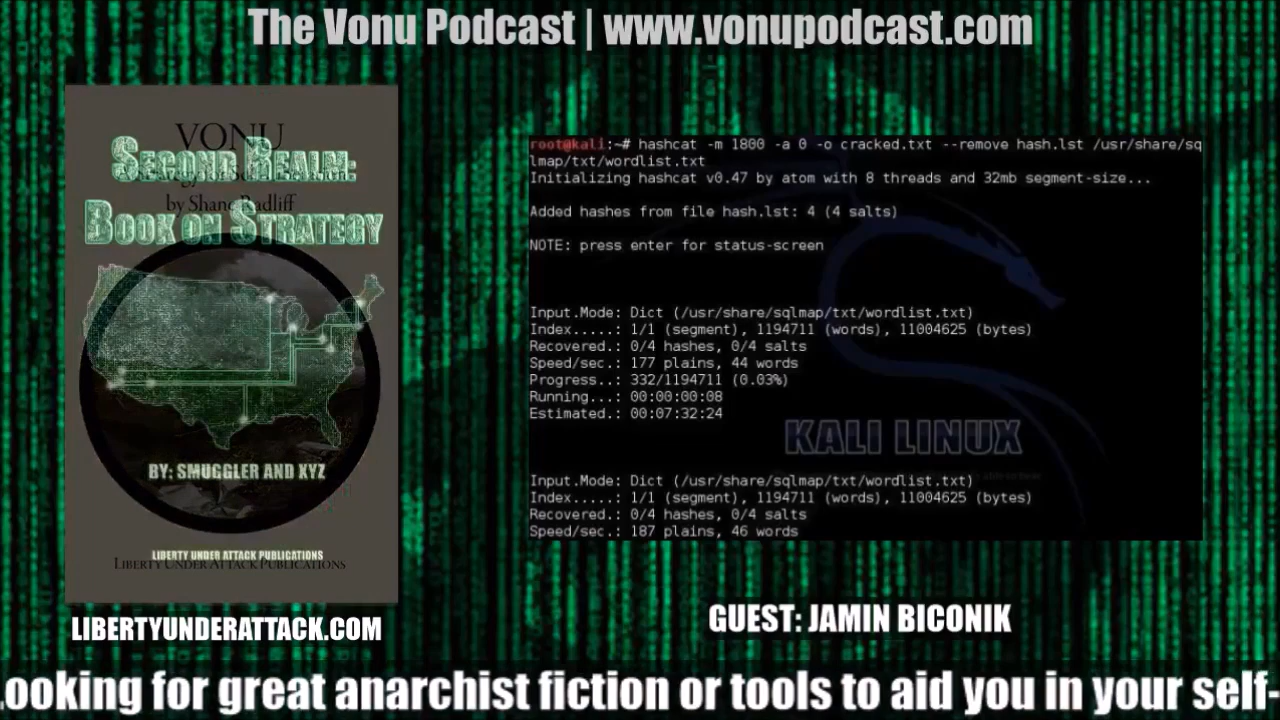 The Vonu Podcast | www.vonupodcast.com
VONU
SECOND REALM:
by Shane Radliff
BOOK ON STRATEGY
BY: SMUGGLER AND XYZ
LIBERTY UNDER ATTACK PUBLICATIONS
LIBERTY UNDER ATTACK PUBLICATIONS
LIBERTYUNDERATTACK.COM
root@kali:~# hashcat -m 1800 -a 0 -o cracked.txt --remove hash.lst /usr/share/sq
lmap/txt/wordlist.txt
Initializing hashcat v0.47 by atom with 8 threads and 32mb segment-size...
Added hashes from file hash.lst: 4 (4 salts)
NOTE: press enter for status-screen
Input.Mode: Dict (/usr/share/sqlmap/txt/wordlist.txt)
Index.....: 1/1 (segment), 1194711 (words), 11004625 (bytes)
Recovered.: 0/4 hashes, 0/4 salts
Speed/sec.: 177 plains, 44 words
Progress..: 332/1194711 (0.03%)
Running...: 00:00:00:08
Estimated.: 00:07:32:24
KALI LINUX
Input.Mode: Dict (/usr/share/sqlmap/txt/wordlist.txt)
Index.....: 1/1 (segment), 1194711 (words), 11004625 (bytes)
Recovered.: 0/4 hashes, 0/4 salts
Speed/sec.: 187 plains, 46 words
GUEST: JAMIN BICONIK
ooking for great anarchist fiction or tools to aid you in your self-